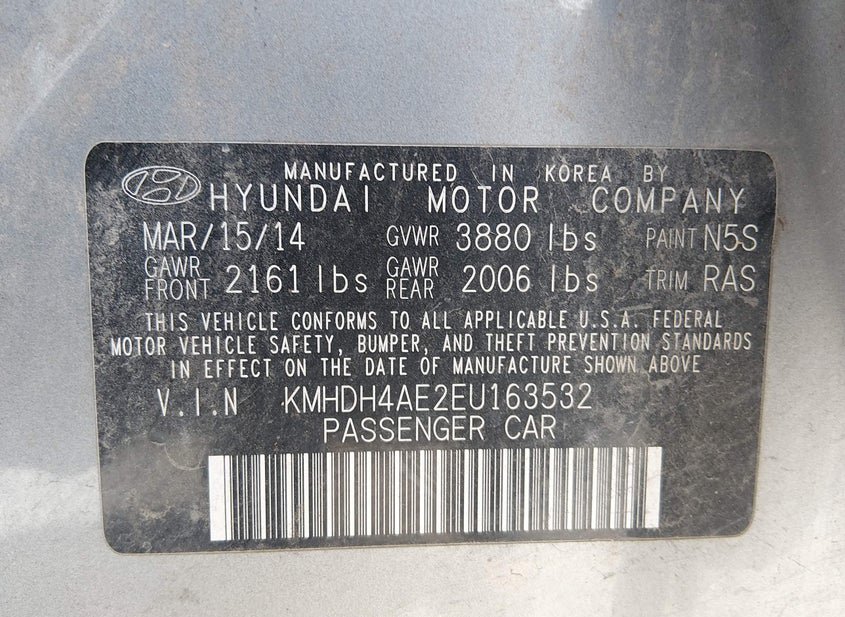 MANUFACTURED IN KOREA BY
HYUNDAI MOTOR COMPANY
MAR/15/14 GVWR 3880 lbs PAINT N5S
GAWR FRONT 2161 lbs GAWR REAR 2006 lbs TRIM RAS
THIS VEHICLE CONFORMS TO ALL APPLICABLE U.S.A. FEDERAL
MOTOR VEHICLE SAFETY, BUMPER, AND THEFT PREVENTION STANDARDS
IN EFFECT ON THE DATE OF MANUFACTURE SHOWN ABOVE
V.I.N KMHDH4AE2EU163532
PASSENGER CAR